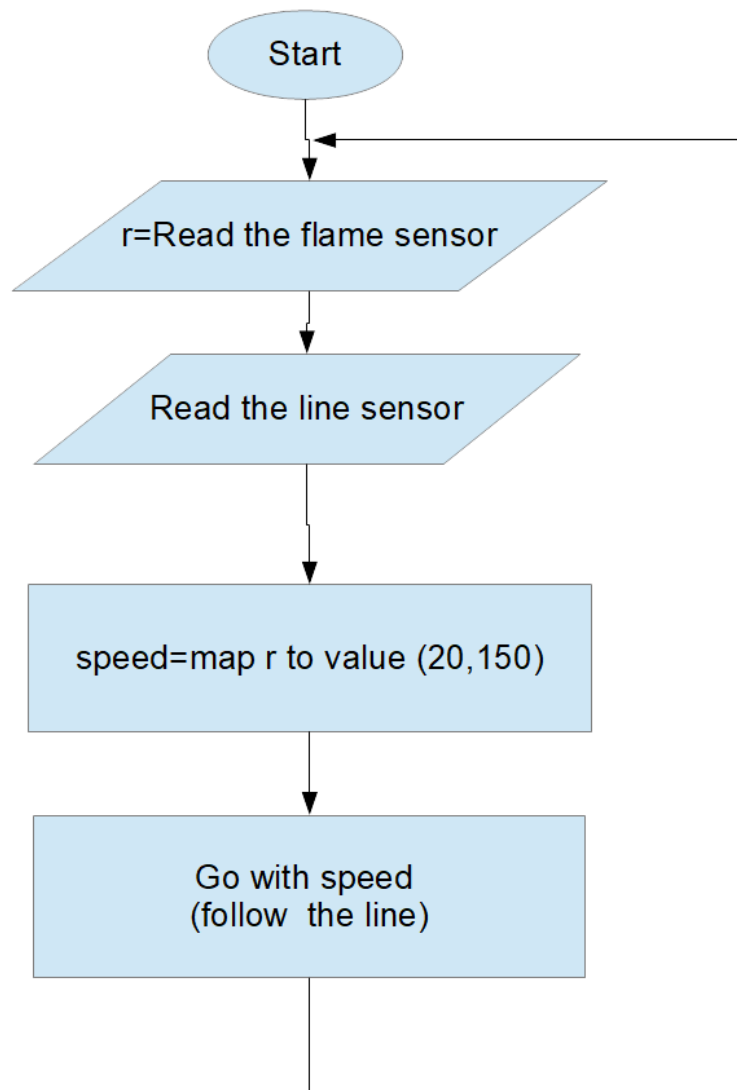 Start
r=Read the flame sensor
Read the line sensor
speed=map r to value (20,150)
Go with speed
(follow  the line)